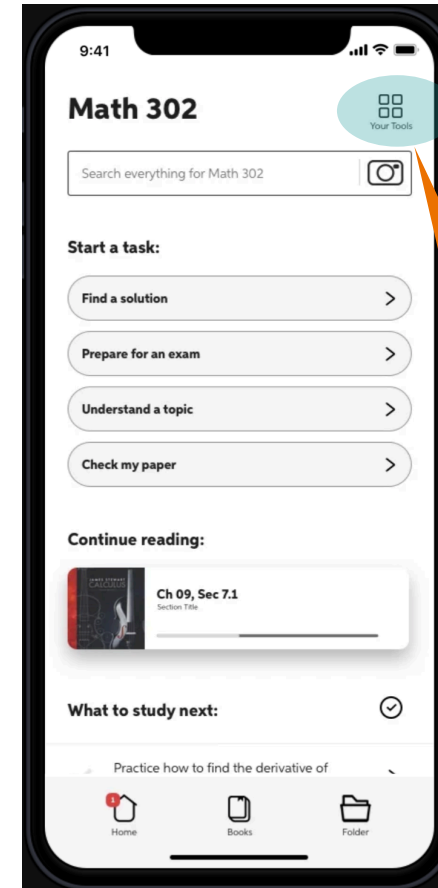 9:41
Math 302
Your Tools
Search everything for Math 302
Start a task:
Find a solution
Prepare for an exam
Understand a topic
Check my paper
Continue reading:
JAMES STEWART
CALCULUS
Ch 09, Sec 7.1
Section Title
What to study next:
Practice how to find the derivative of
1
Home
Books
Folder